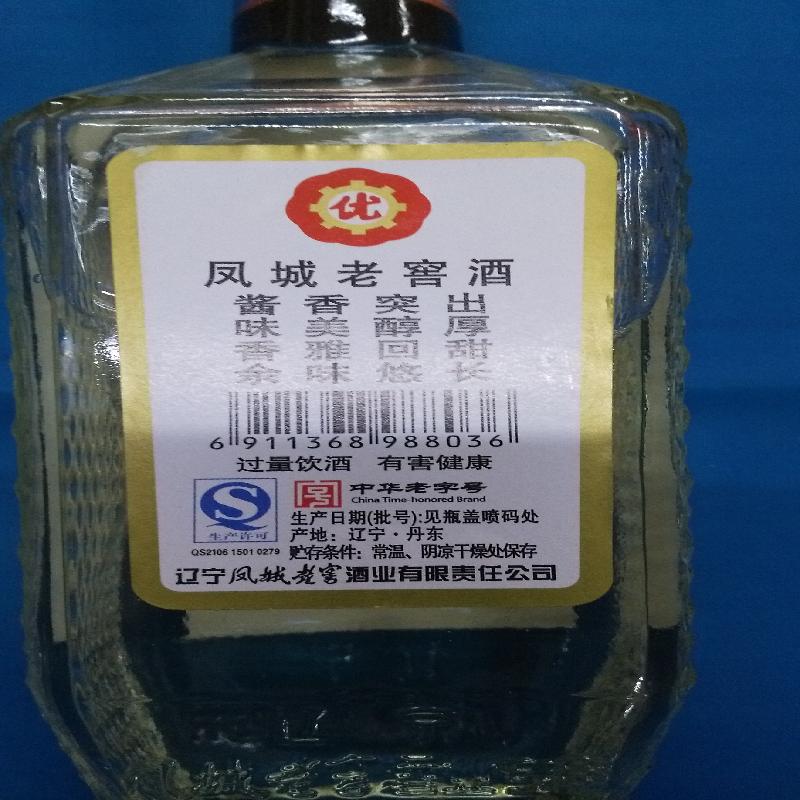 优
凤城老窖酒
酱香突出
味美醇厚
香雅回甜
余味悠长
6 911368 988036
过量饮酒 有害健康
中华老字号
China Time-honored Brand
生产许可
QS2106 1501 0279
生产日期(批号):见瓶盖喷码处
产地：辽宁·丹东
贮存条件：常温、阴凉干燥处保存
辽宁凤城老窖酒业有限责任公司